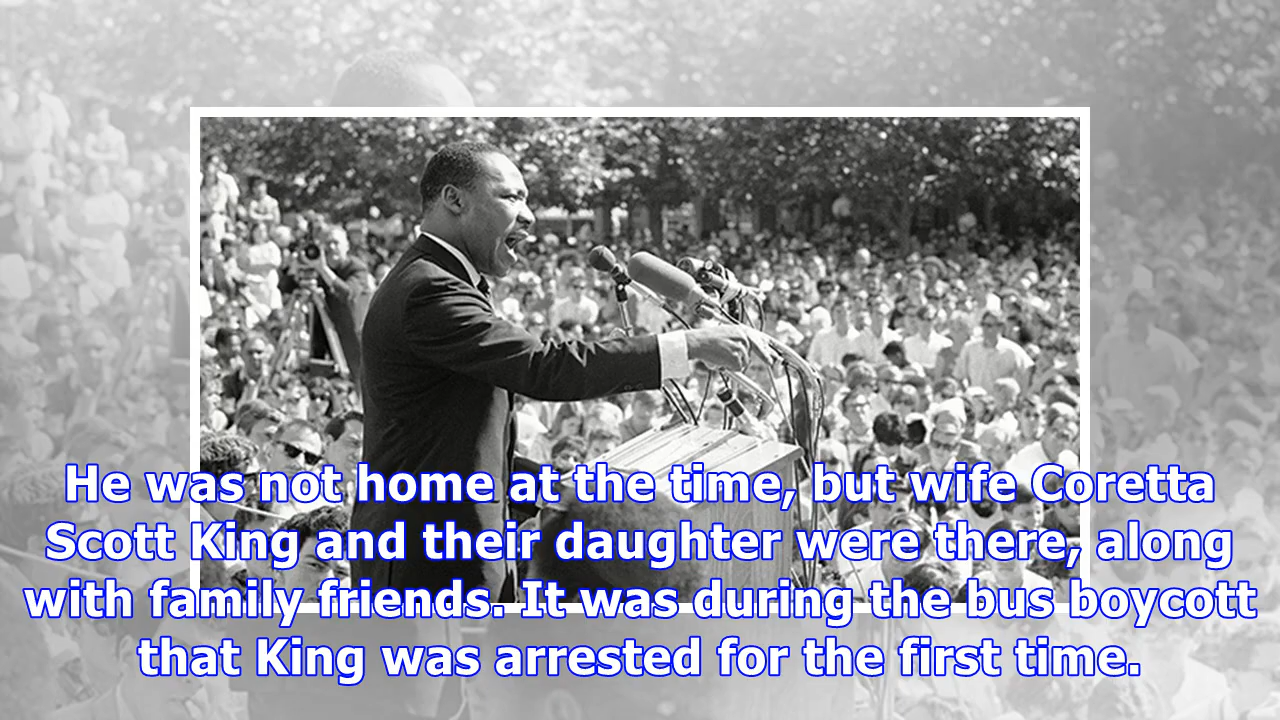 He was not home at the time, but wife Coretta
Scott King and their daughter were there, along
with family friends. It was during the bus boycott
that King was arrested for the first time.